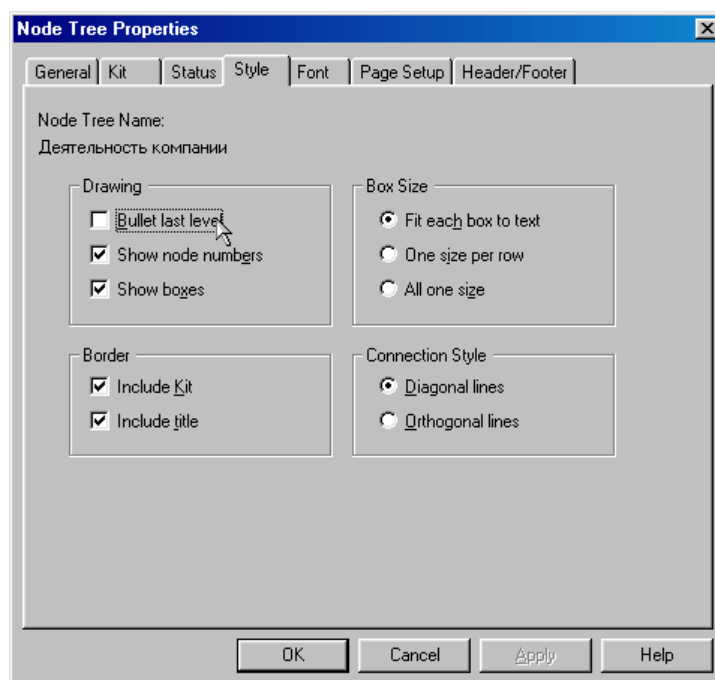 Node Tree Properties
General Kit Status Style Font Page Setup Header/Footer
Node Tree Name:
Деятельность компании
Drawing
Bullet last level
Show node numbers
Show boxes
Box Size
Fit each box to text
One size per row
All one size
Border
Include Kit
Include title
Connection Style
Diagonal lines
Orthogonal lines
OK Cancel Apply Help